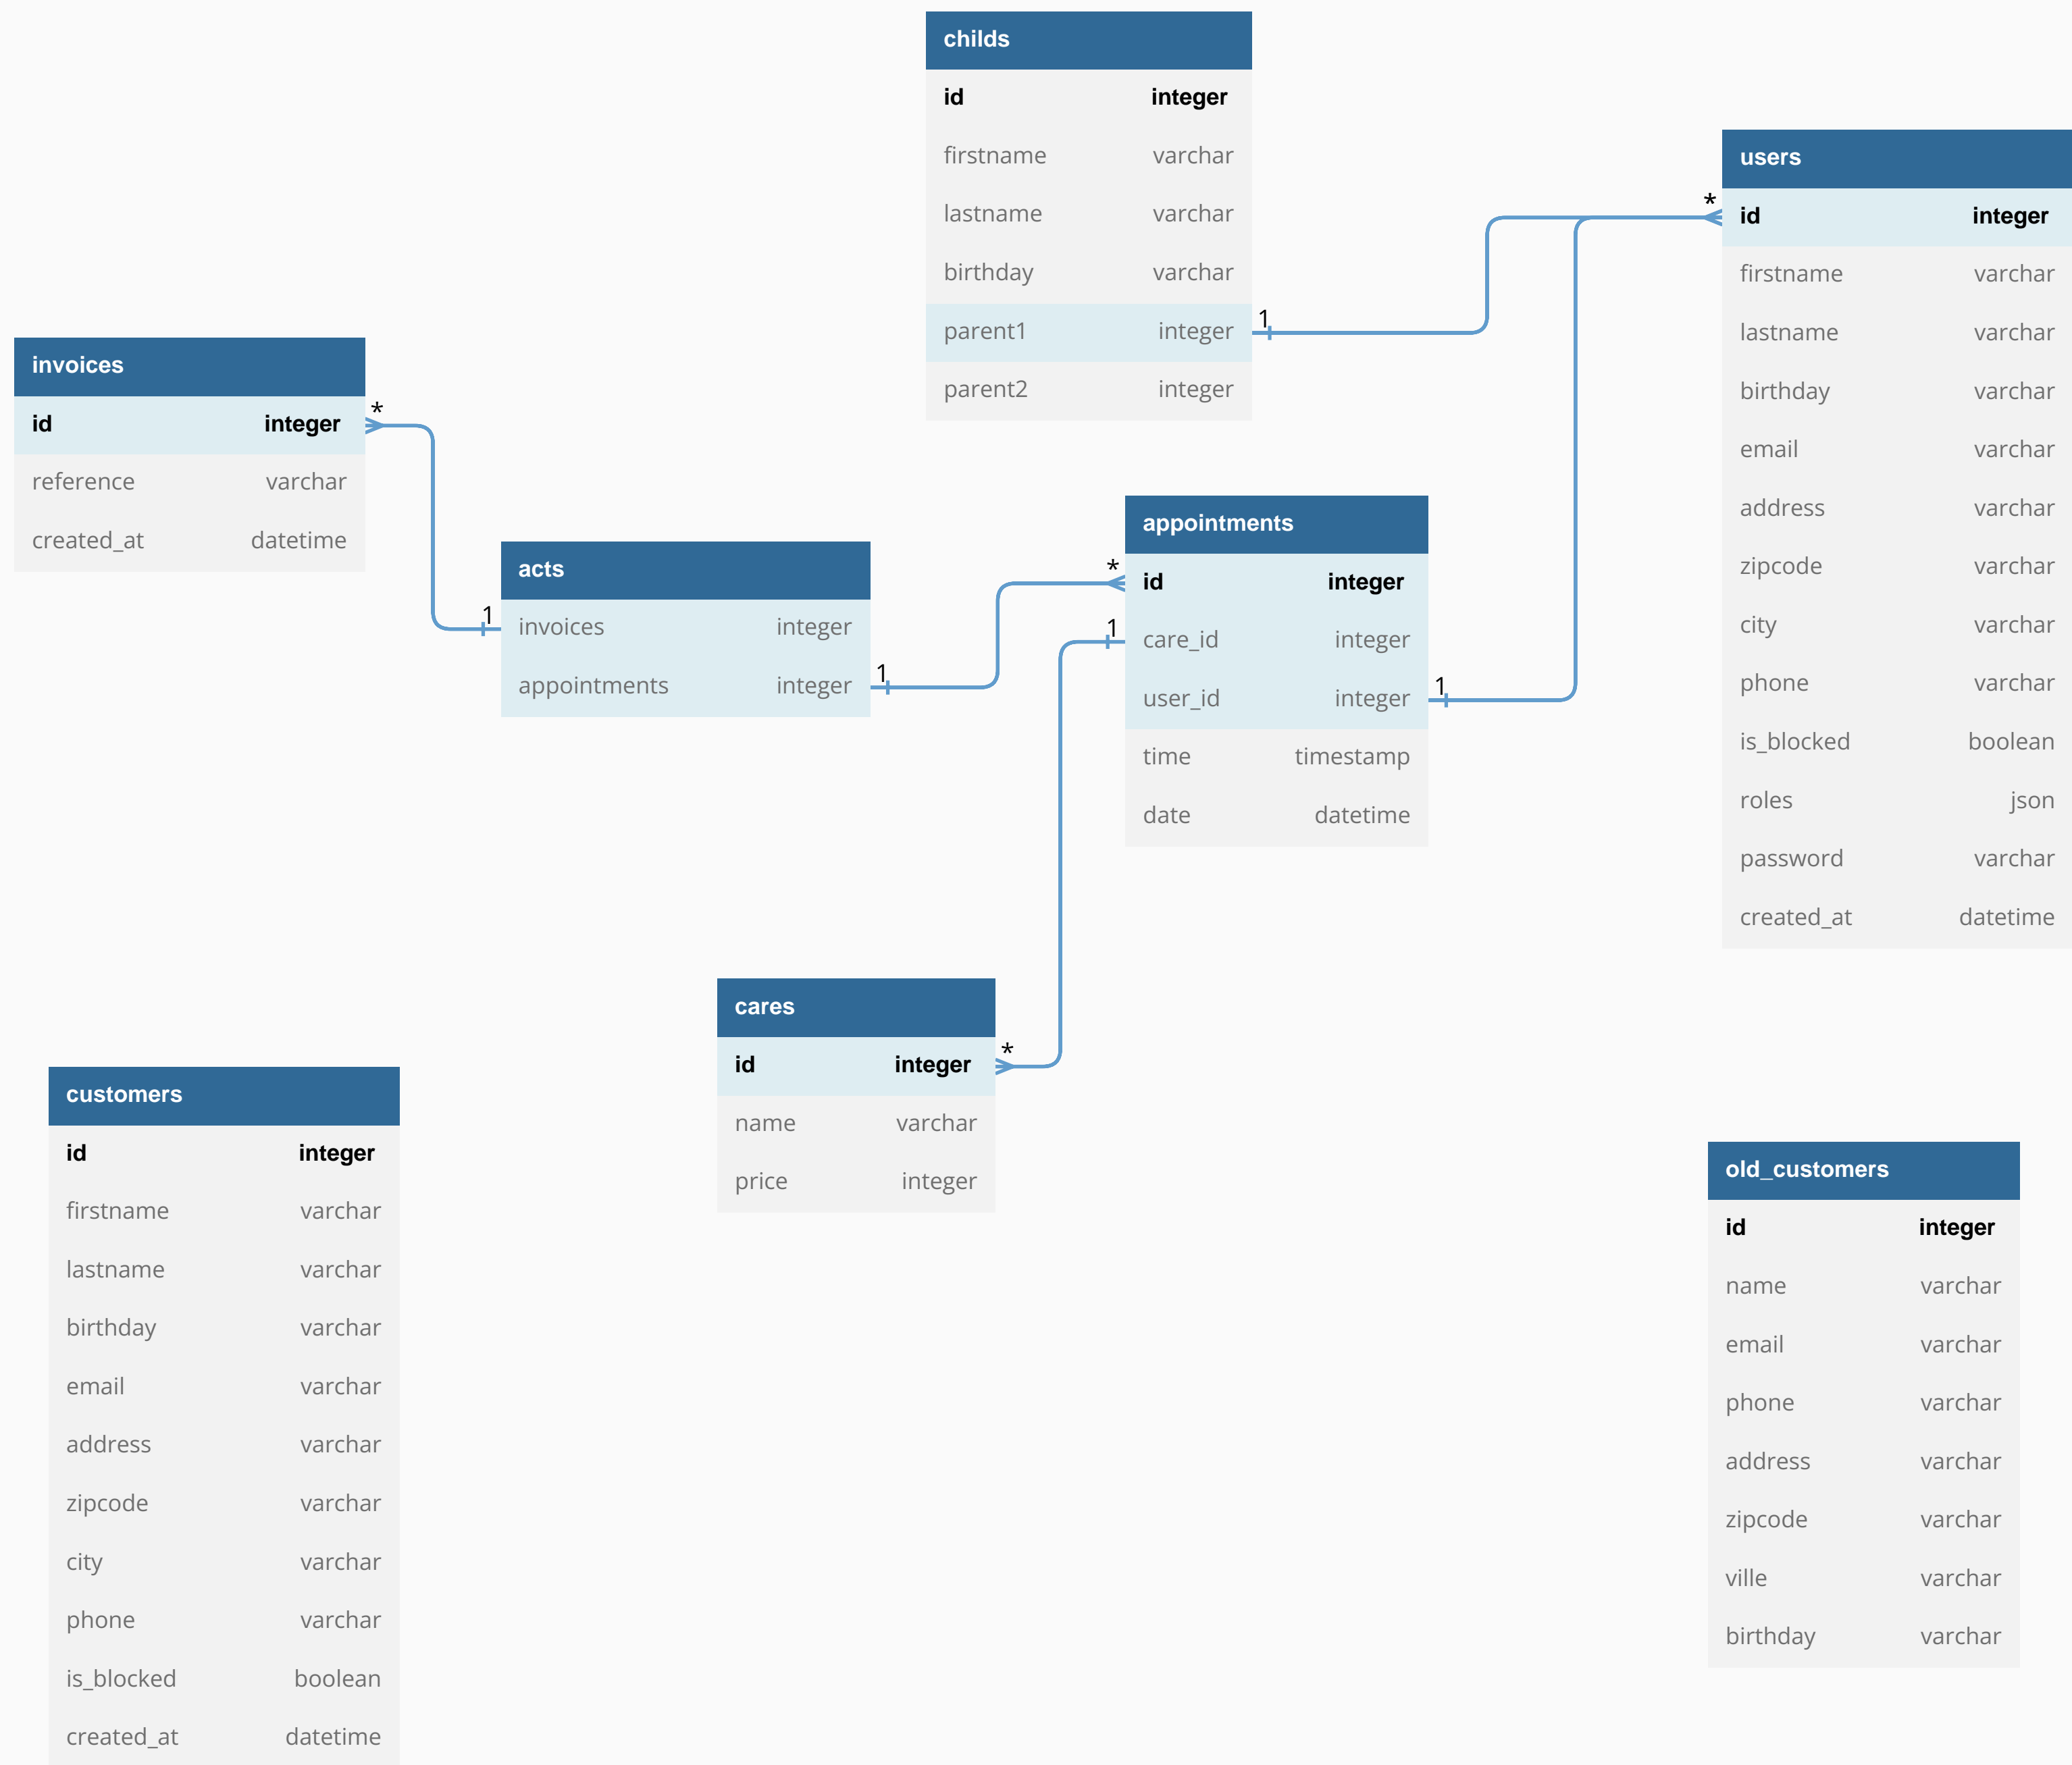 childs
id integer
firstname varchar
lastname varchar
birthday varchar
parent1 integer
parent2 integer
1
users
*
id integer
firstname varchar
lastname varchar
birthday varchar
email varchar
address varchar
zipcode varchar
city varchar
phone varchar
is_blocked boolean
roles json
password varchar
created_at datetime
invoices
id integer
reference varchar
created_at datetime
*
acts
1
invoices integer
appointments integer
1
appointments
*
id integer
1
care_id integer
user_id integer
1
time timestamp
date datetime
cares
id integer
*
name varchar
price integer
customers
id integer
firstname varchar
lastname varchar
birthday varchar
email varchar
address varchar
zipcode varchar
city varchar
phone varchar
is_blocked boolean
created_at datetime
old_customers
id integer
name varchar
email varchar
phone varchar
address varchar
zipcode varchar
ville varchar
birthday varchar